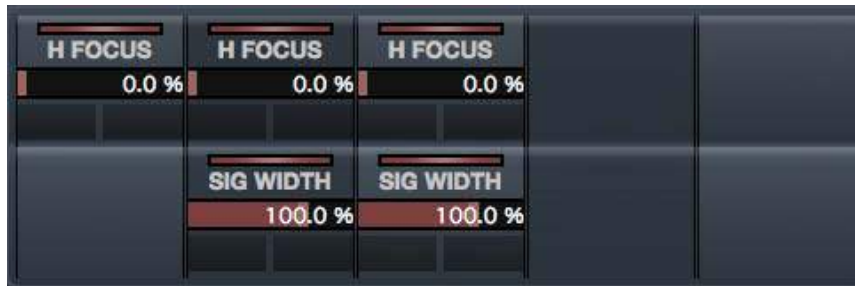 H FOCUS H FOCUS H FOCUS
0.0 % 0.0 % 0.0 %
SIG WIDTH SIG WIDTH
100.0 % 100.0 %